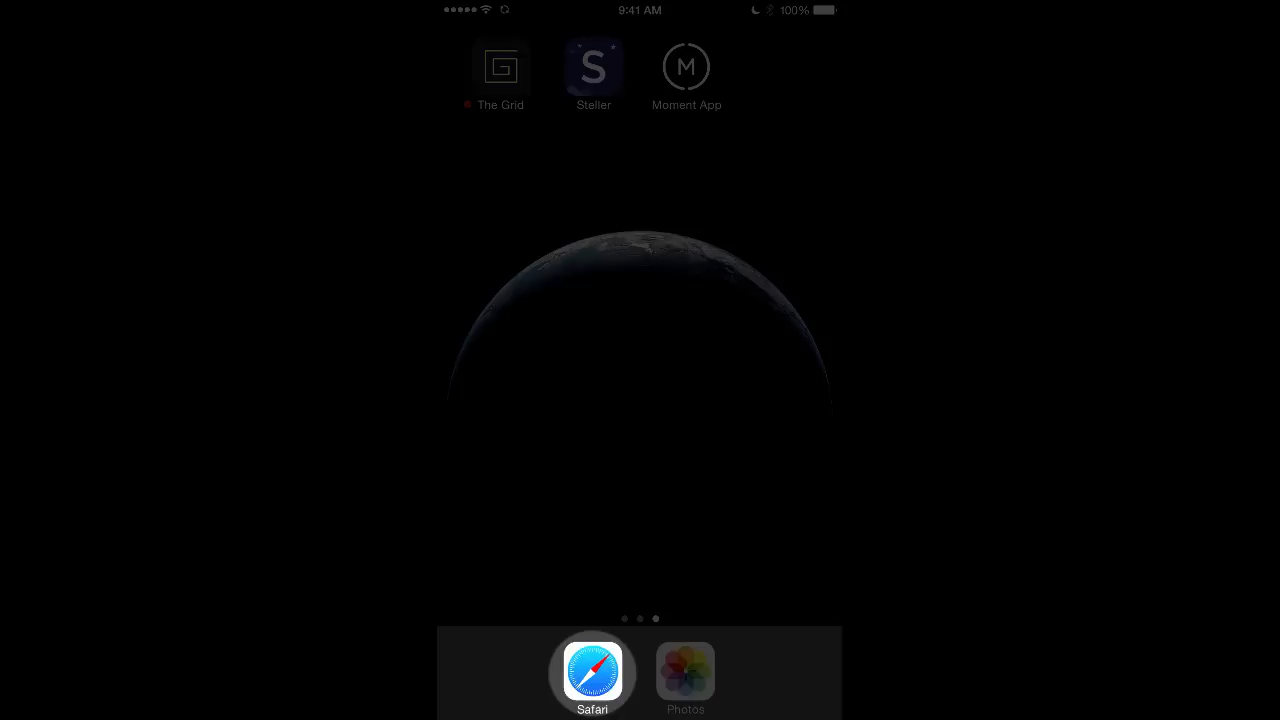 9:41 AM
100%
S
M
The Grid
Steller
Moment App
Safari
Photos